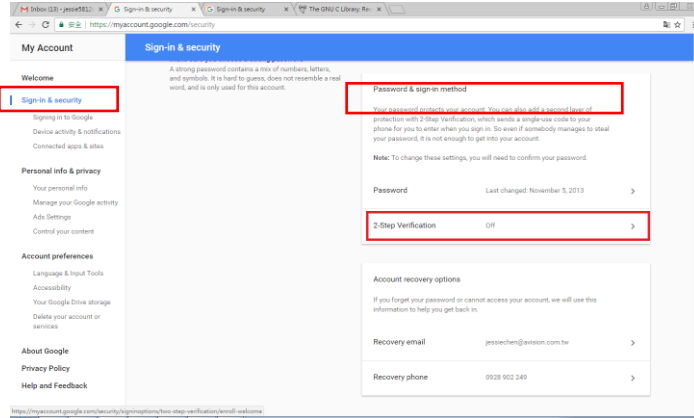 Inbox (13) - jessie5812
Sign-in & security
Sign-in & security
The GNU C Library: Re
安全 | https://myaccount.google.com/security
My Account
Sign-in & security
A strong password contains a mix of numbers, letters,
and symbols. It is hard to guess, does not resemble a real
word, and is only used for this account.
Welcome
Sign-in & security
Signing in to Google
Device activity & notifications
Connected apps & sites
Personal info & privacy
Your personal info
Manage your Google activity
Ads Settings
Control your content
Account preferences
Language & Input Tools
Accessibility
Your Google Drive storage
Delete your account or
services
About Google
Privacy Policy
Help and Feedback
Password & sign-in method
Your password protects your account. You can also add a second layer of
protection with 2-Step Verification, which sends a single-use code to your
phone for you to enter when you sign in. So even if somebody manages to steal
your password, it is not enough to get into your account.
Note: To change these settings, you will need to confirm your password.
Password Last changed: November 5, 2013
2-Step Verification Off
Account recovery options
If you forget your password or cannot access your account, we will use this
information to help you get back in.
Recovery email jessiechen@avision.com.tw
Recovery phone 0928 902 249
https://myaccount.google.com/security/signinoptions/two-step-verification/enroll-welcome